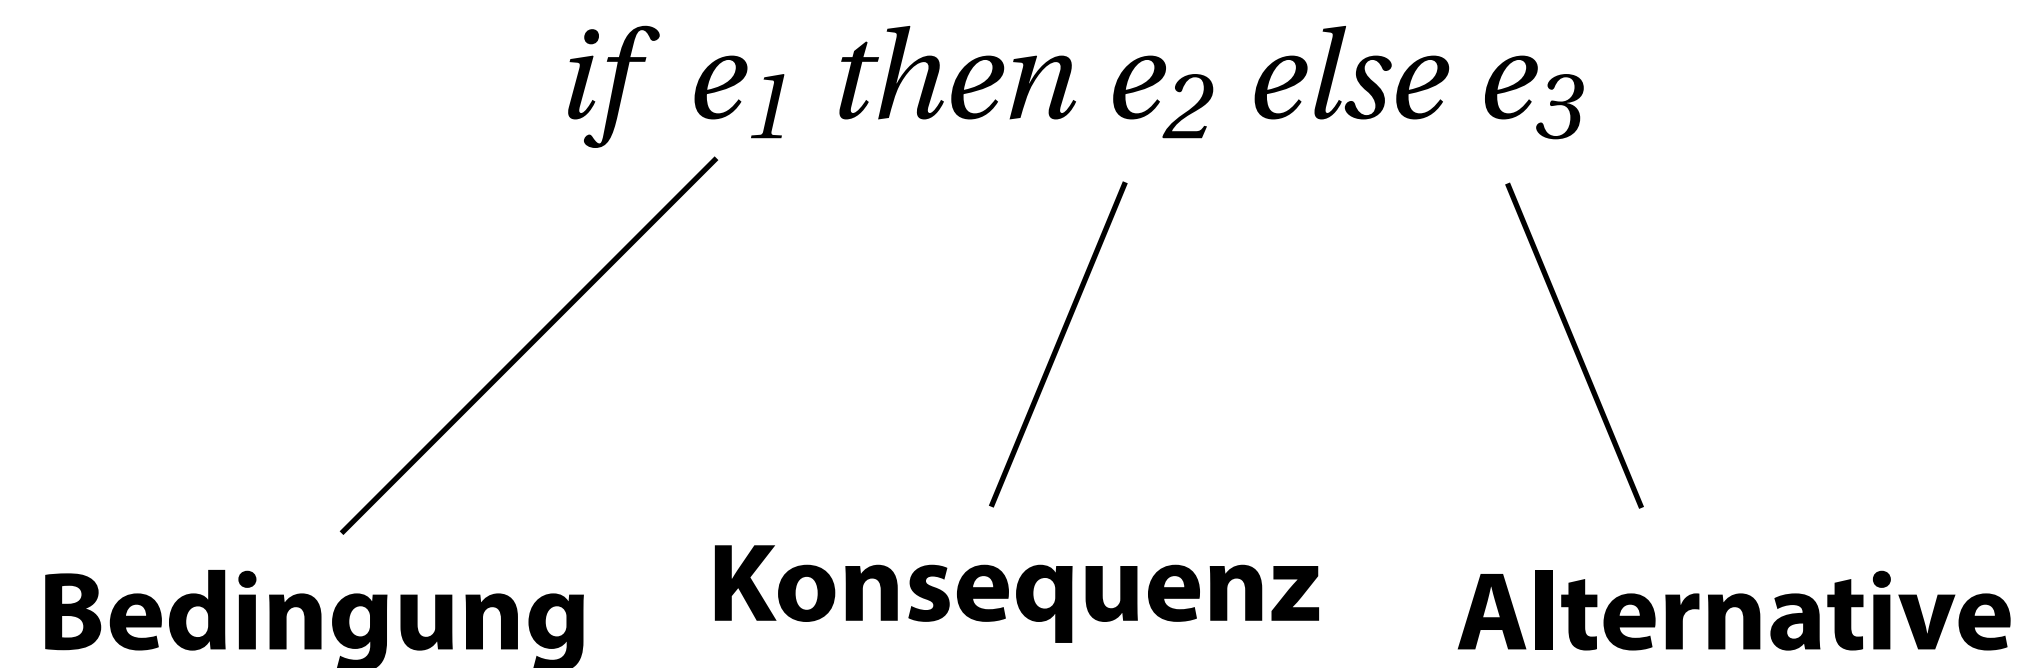 if e₁ then e₂ else e₃
Bedingung Konsequenz Alternative